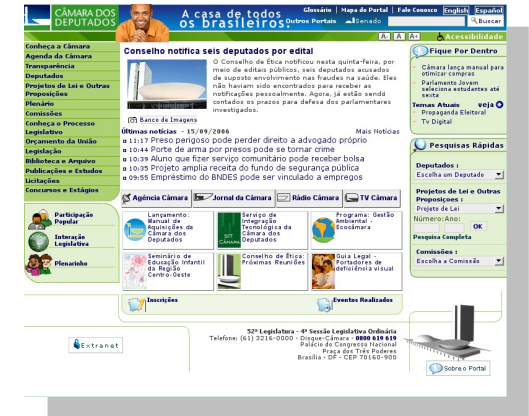 CÂMARA DOS
DEPUTADOS
A casa de todos
os brasileiros.
Glossário | Mapa do Portal | Fale Conosco English Español
Outros Portais Senado Buscar
A- A A+ Acessibilidade
Conheça a Câmara
Agenda da Câmara
Transparência
Deputados
Projetos de Lei e Outras
Proposições
Plenário
Comissões
Conheça o Processo
Legislativo
Orçamento da União
Legislação
Biblioteca e Arquivo
Publicações e Estudos
Licitações
Concursos e Estágios
Participação
Popular
Interação
Legislativa
Plenarinho
Extranet
Conselho notifica seis deputados por edital
O Conselho de Ética notifica nesta quinta-feira, por
meio de editais públicos, seis deputados acusados
de suposto envolvimento nas fraudes na saúde. Eles
não haviam sido encontrados para receber as
notificações pessoalmente. Agora, já estão sendo
contados os prazos para defesa dos parlamentares
investigados.
Banco de Imagens
Últimas notícias - 15/09/2006 Mais Notícias
11:17 Preso perigoso pode perder direito a advogado próprio
11:44 Porte de arma por presos pode se tornar crime
10:39 Aluno que fizer serviço comunitário pode receber bolsa
10:35 Projeto amplia receita do fundo de segurança pública
09:55 Empréstimo do BNDES pode ser vinculado a empregos
Agência Câmara Jornal da Câmara Rádio Câmara TV Câmara
Lançamento:
Manual de
Aquisições da
Câmara dos
Deputados
SIT
CÂMARA
Serviço de
Integração
Tecnológica da
Câmara dos
Deputados
Programa: Gestão
Ambiental -
Ecocâmara
Seminário de
Educação Infantil
da Região
Centro-Oeste
Conselho de Ética:
Próximas Reuniões
Guia Legal -
Portadores de
deficiência visual
Inscrições Eventos Realizados
52ª Legislatura - 4ª Sessão Legislativa Ordinária
Telefone: (61) 3216-0000 - Disque-Câmara - 0800 619 619
Palácio do Congresso Nacional
Praça dos Três Poderes
Brasília - DF - CEP 70160-900
Fique Por Dentro
Câmara lança manual para
otimizar compras
Parlamento Jovem
seleciona estudantes até
sexta
Temas Atuais veja
Propaganda Eleitoral
Tv Digital
Pesquisas Rápidas
Deputados :
Escolha um Deputado
Projetos de Lei e Outras
Proposiçoes :
Projeto de Lei
Número: Ano:
OK
Pesquisa Completa
Comissões :
Escolha a Comissão
Sobre o Portal